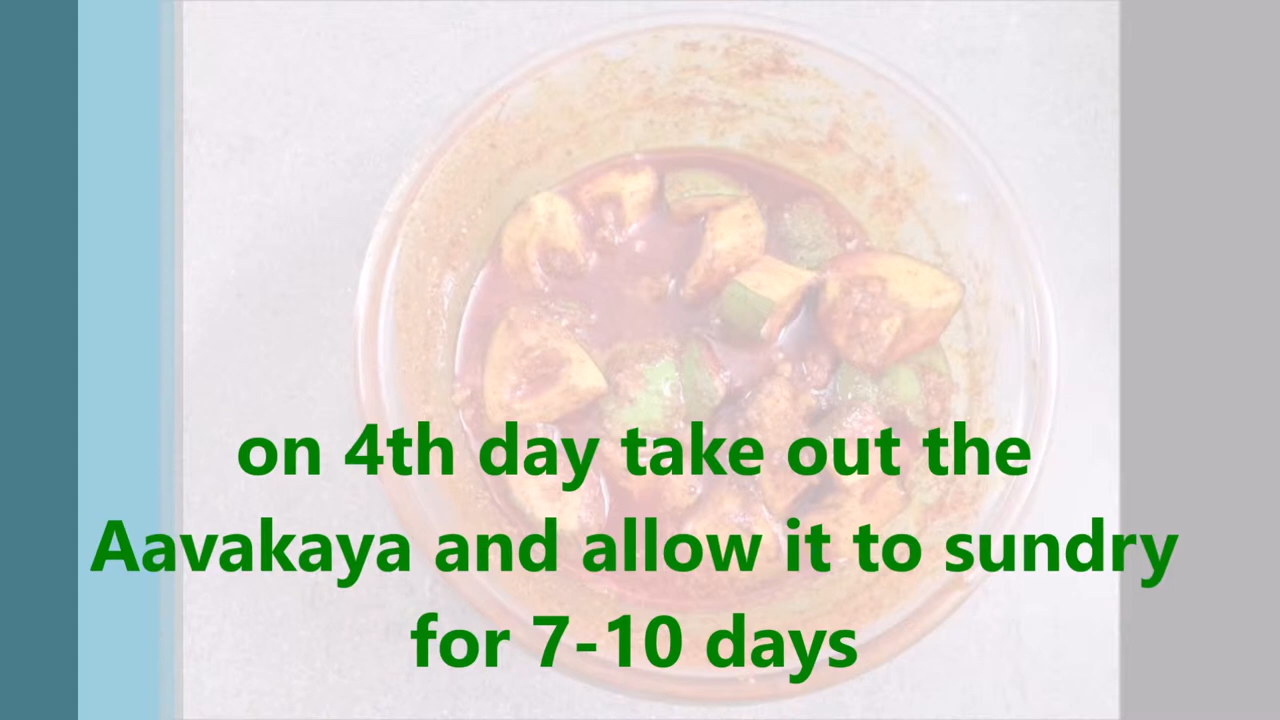 on 4th day take out the
Aavakaya and allow it to sundry
for 7-10 days